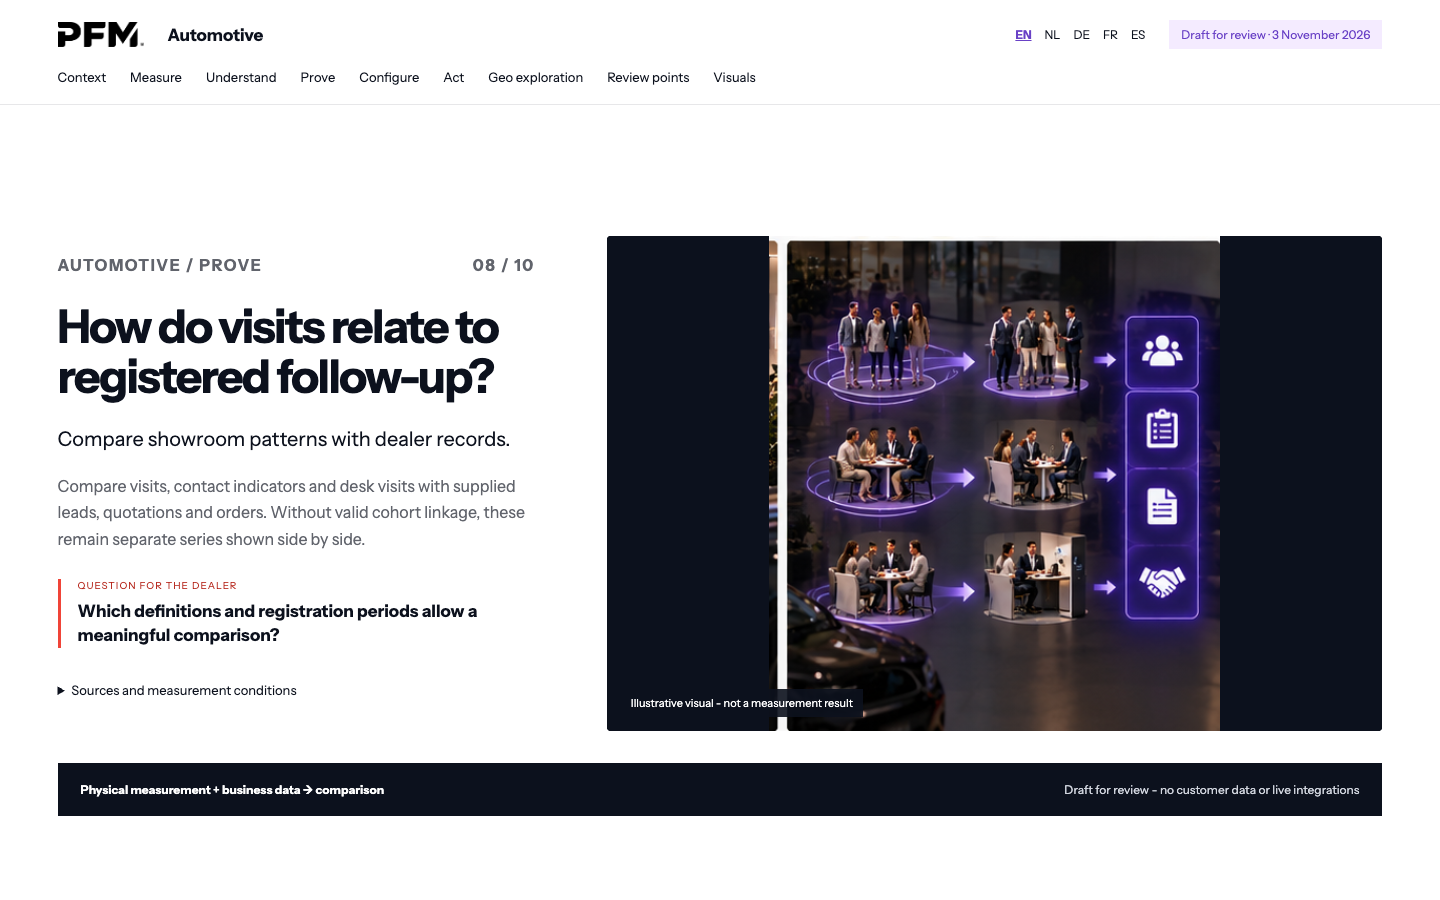 PFM.
Automotive
EN NL DE FR ES
Draft for review · 3 November 2026
Context Measure Understand Prove Configure Act Geo exploration Review points Visuals
AUTOMOTIVE / PROVE
08 / 10
How do visits relate to
registered follow-up?
Compare showroom patterns with dealer records.
Compare visits, contact indicators and desk visits with supplied
leads, quotations and orders. Without valid cohort linkage, these
remain separate series shown side by side.
QUESTION FOR THE DEALER
Which definitions and registration periods allow a
meaningful comparison?
Sources and measurement conditions
Illustrative visual - not a measurement result
Physical measurement + business data → comparison
Draft for review - no customer data or live integrations